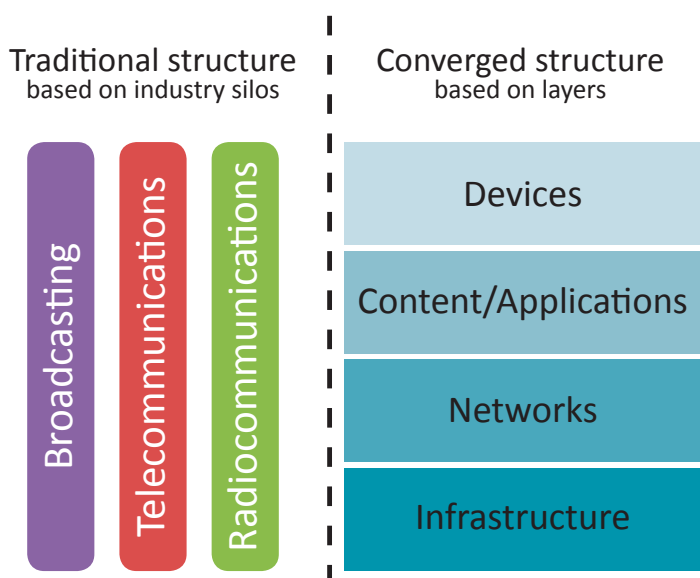 Traditional structure
based on industry silos
Broadcasting
Telecommunications
Radiocommunications
Converged structure
based on layers
Devices
Content/Applications
Networks
Infrastructure